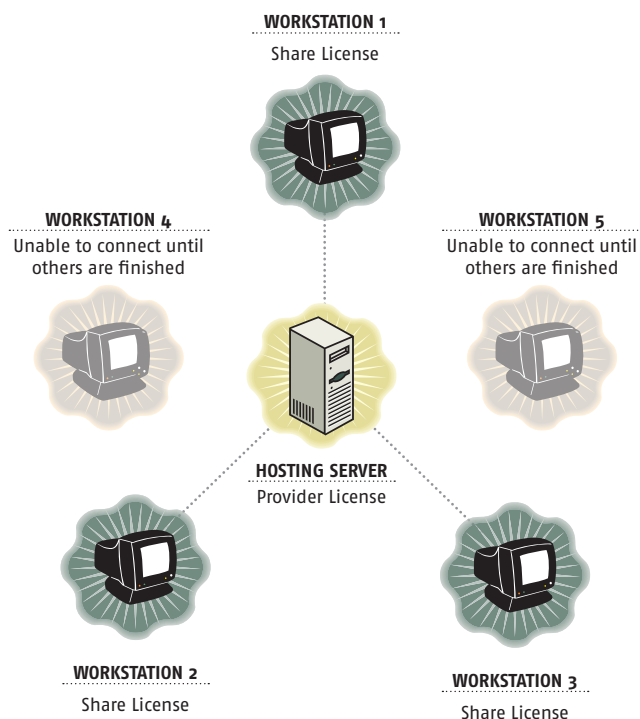 WORKSTATION 1
Share License
WORKSTATION 4
Unable to connect until
others are finished
WORKSTATION 5
Unable to connect until
others are finished
HOSTING SERVER
Provider License
WORKSTATION 2
Share License
WORKSTATION 3
Share License